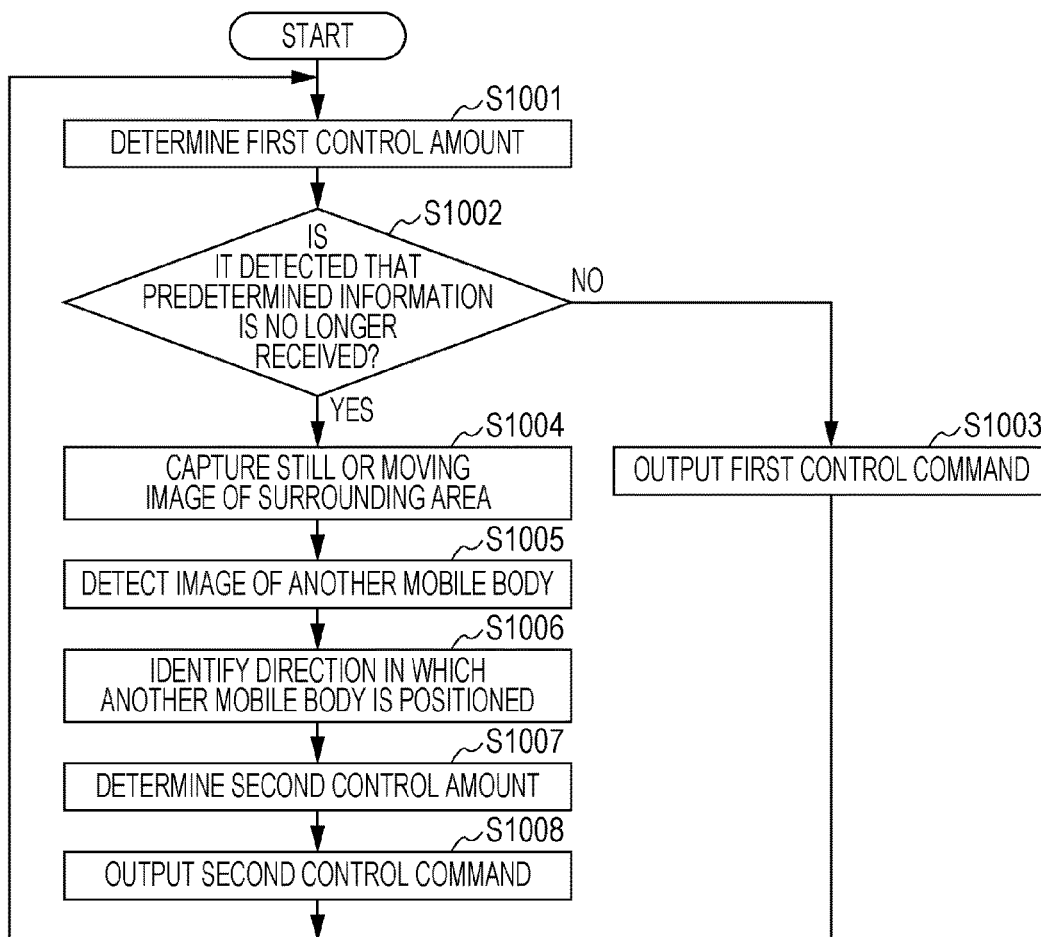 START
S1001
DETERMINE FIRST CONTROL AMOUNT
S1002
IS
IT DETECTED THAT
PREDETERMINED INFORMATION
IS NO LONGER
RECEIVED?
NO
YES
S1004
CAPTURE STILL OR MOVING
IMAGE OF SURROUNDING AREA
S1003
OUTPUT FIRST CONTROL COMMAND
S1005
DETECT IMAGE OF ANOTHER MOBILE BODY
S1006
IDENTIFY DIRECTION IN WHICH
ANOTHER MOBILE BODY IS POSITIONED
S1007
DETERMINE SECOND CONTROL AMOUNT
S1008
OUTPUT SECOND CONTROL COMMAND